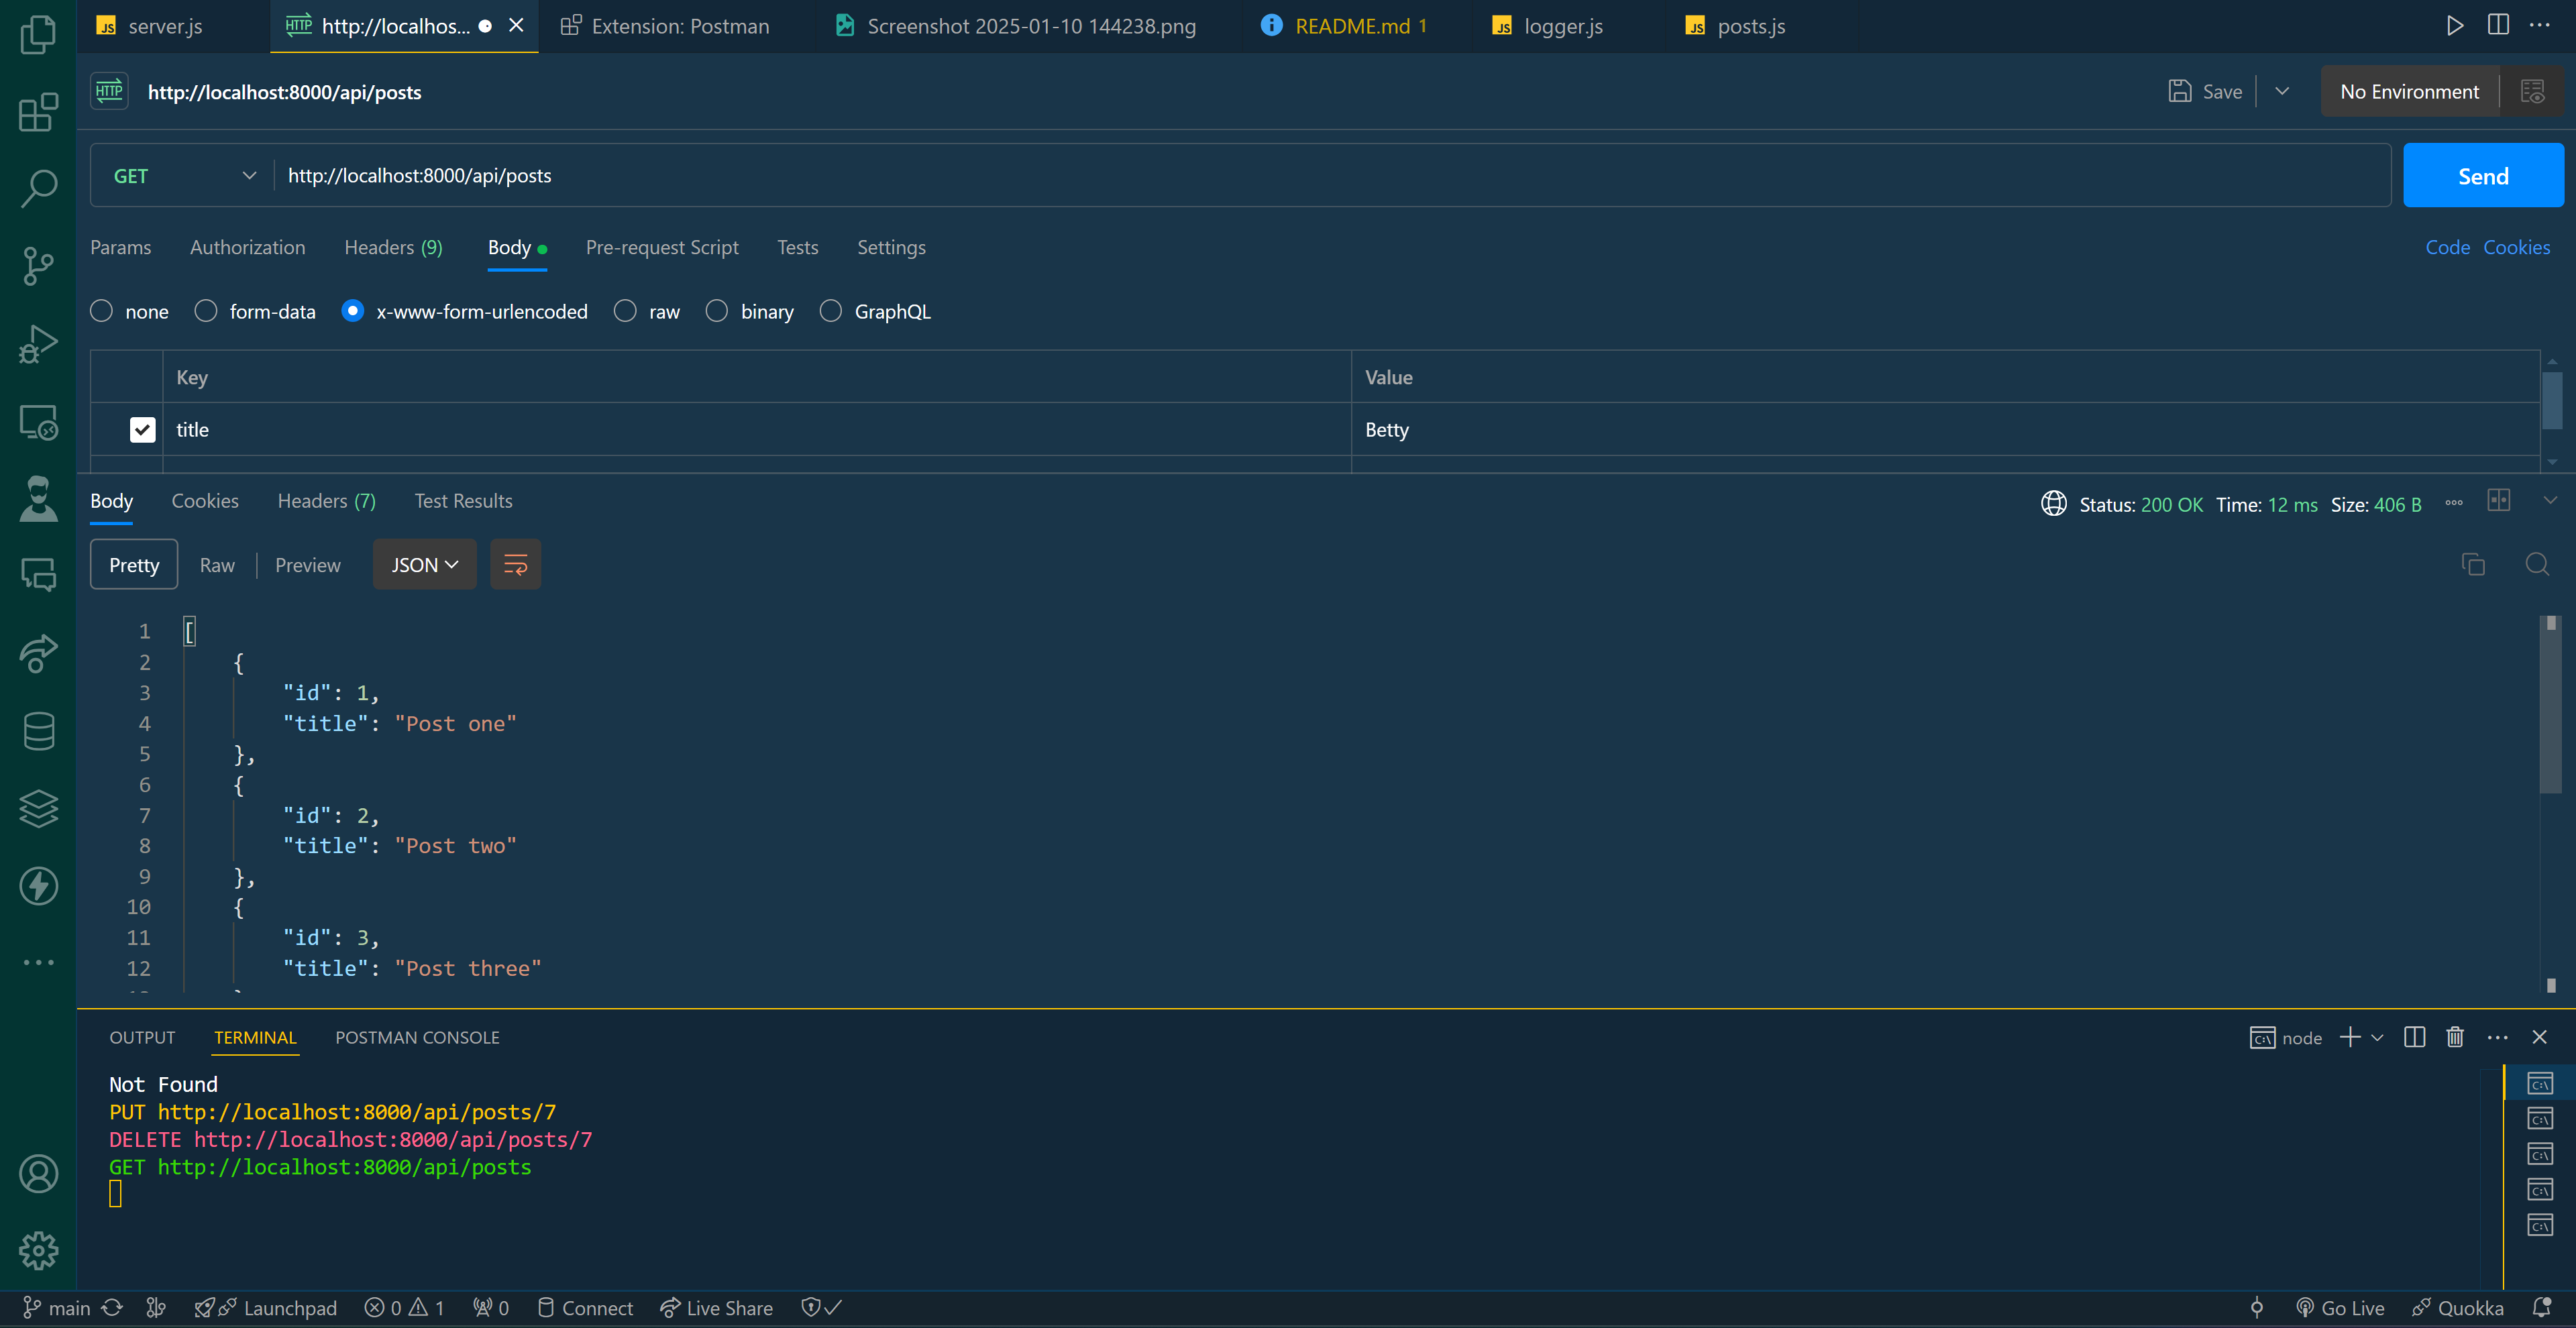 server.js
http://localhos...
Extension: Postman
Screenshot 2025-01-10 144238.png
README.md 1
logger.js
posts.js
HTTP http://localhost:8000/api/posts
Save
No Environment
GET http://localhost:8000/api/posts
Send
Params Authorization Headers (9) Body Pre-request Script Tests Settings
Code Cookies
none form-data x-www-form-urlencoded raw binary GraphQL
Key Value
title Betty
Body Cookies Headers (7) Test Results
Status: 200 OK Time: 12 ms Size: 406 B
Pretty Raw Preview JSON
1 [
2 {
3 "id": 1,
4 "title": "Post one"
5 },
6 {
7 "id": 2,
8 "title": "Post two"
9 },
10 {
11 "id": 3,
12 "title": "Post three"
OUTPUT TERMINAL POSTMAN CONSOLE
node
Not Found
PUT http://localhost:8000/api/posts/7
DELETE http://localhost:8000/api/posts/7
GET http://localhost:8000/api/posts
main Launchpad 0 1 0 Connect Live Share
Go Live Quokka